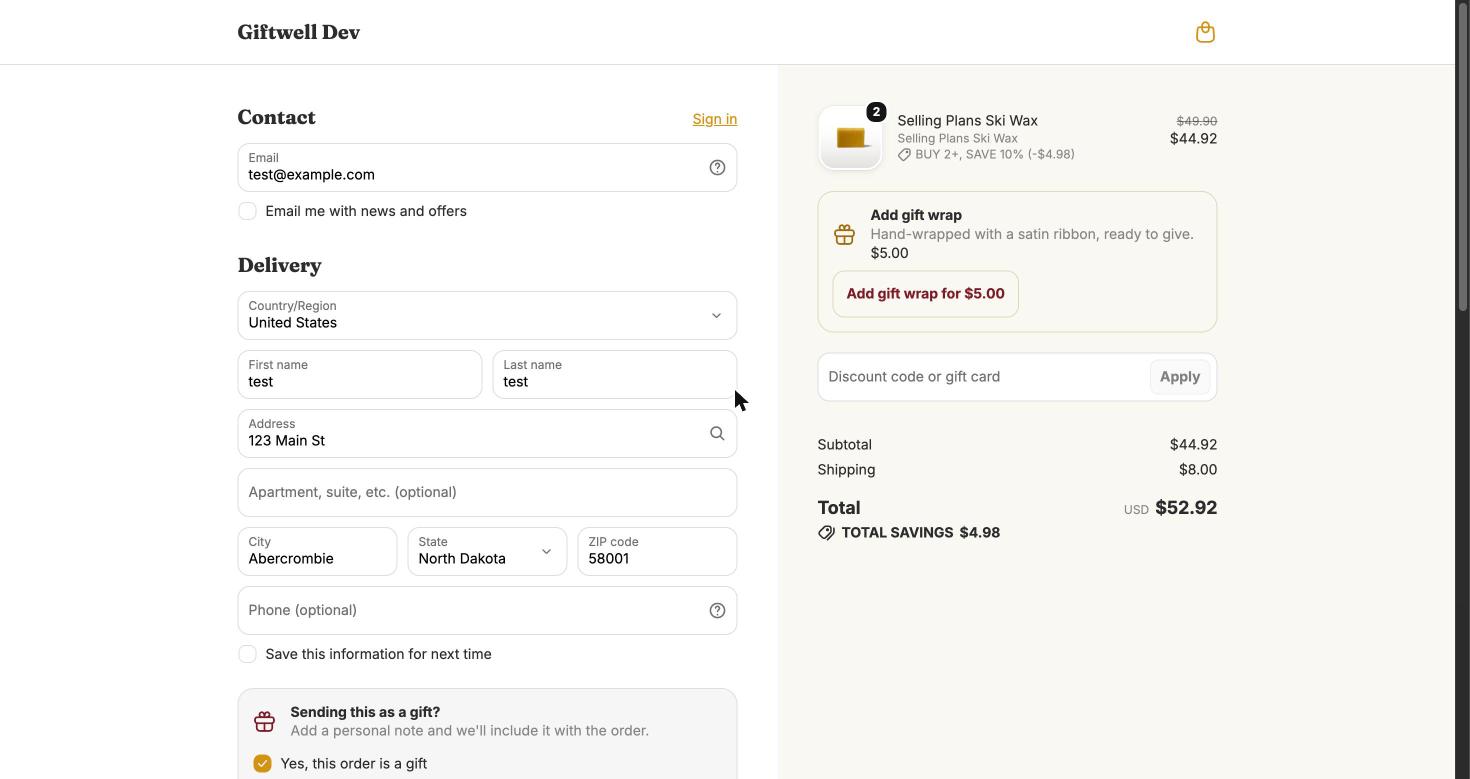 Giftwell Dev
Contact
Sign in
Email
test@example.com
Email me with news and offers
Delivery
Country/Region
United States
First name
test
Last name
test
Address
123 Main St
Apartment, suite, etc. (optional)
City
Abercrombie
State
North Dakota
ZIP code
58001
Phone (optional)
Save this information for next time
Sending this as a gift?
Add a personal note and we'll include it with the order.
Yes, this order is a gift
2
Selling Plans Ski Wax
$49.90
Selling Plans Ski Wax
$44.92
BUY 2+, SAVE 10% (-$4.98)
Add gift wrap
Hand-wrapped with a satin ribbon, ready to give.
$5.00
Add gift wrap for $5.00
Discount code or gift card
Apply
Subtotal
$44.92
Shipping
$8.00
Total
USD $52.92
TOTAL SAVINGS $4.98